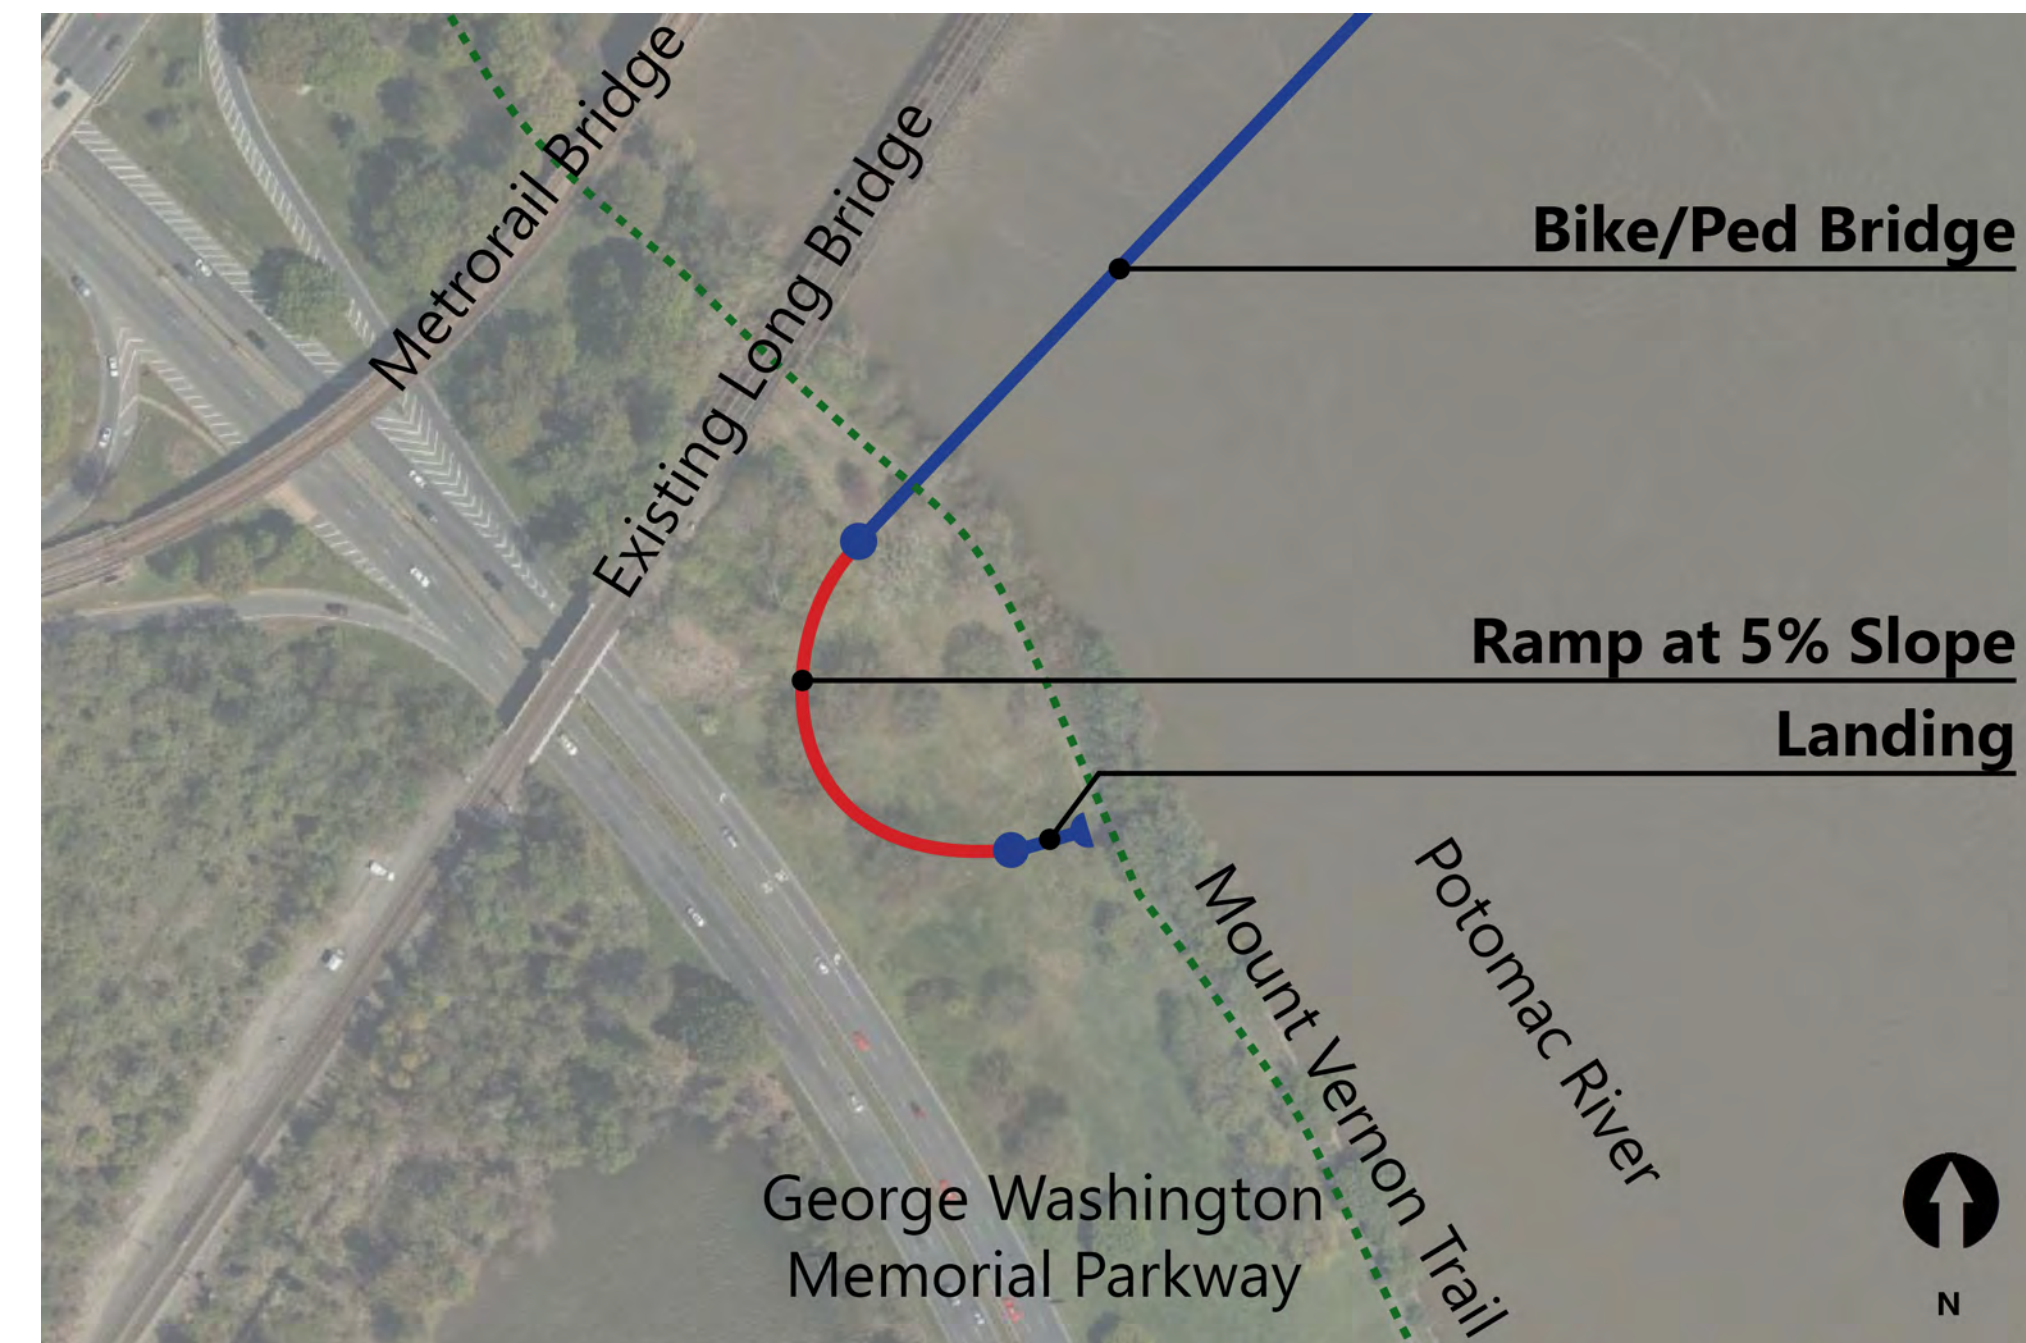 Metrorail Bridge
Existing Long Bridge
Bike/Ped Bridge
Ramp at 5% Slope
Landing
Mount Vernon Trail
Potomac River
George Washington
Memorial Parkway
N